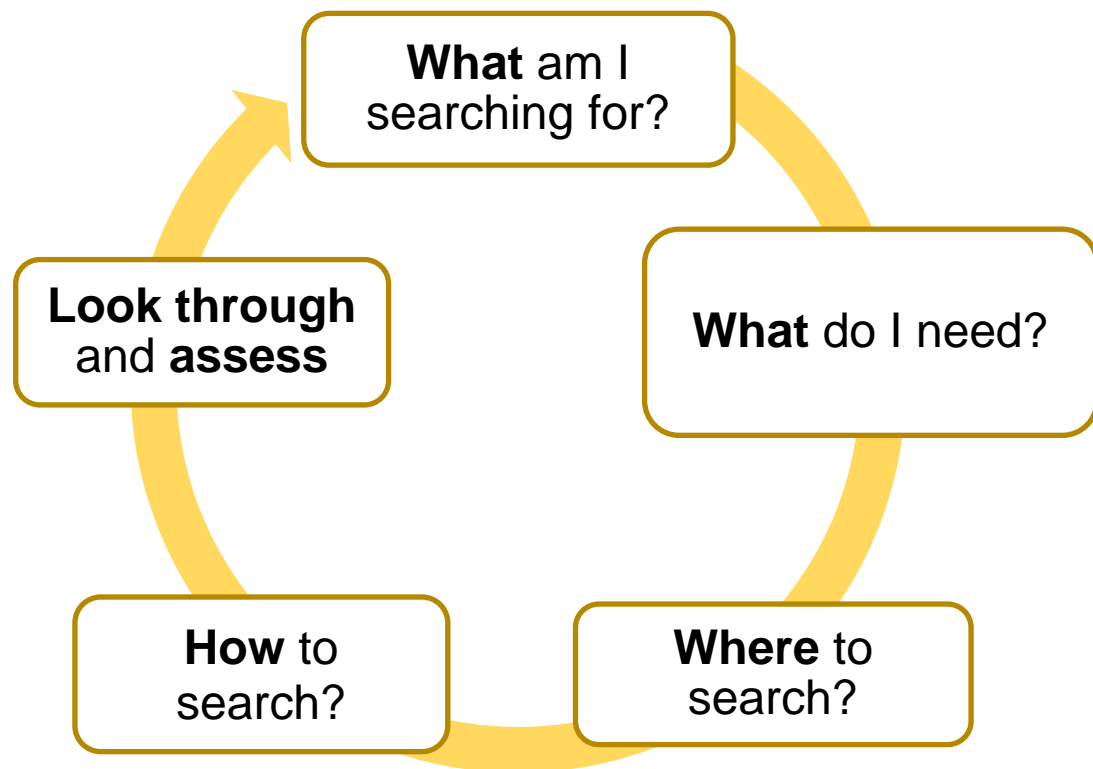 What am I
searching for?
What do I need?
Where to
search?
How to
search?
Look through
and assess